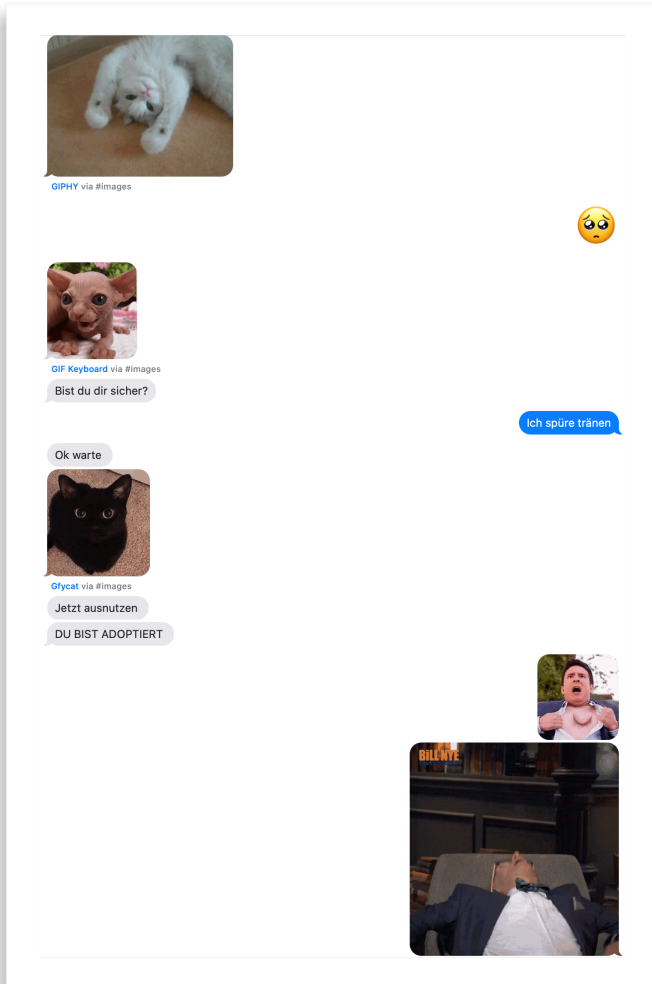 GIPHY via #images
GIF Keyboard via #images
Bist du dir sicher?
Ich spüre tränen
Ok warte
Gfycat via #images
Jetzt ausnutzen
DU BIST ADOPTIERT
BiLL NYE